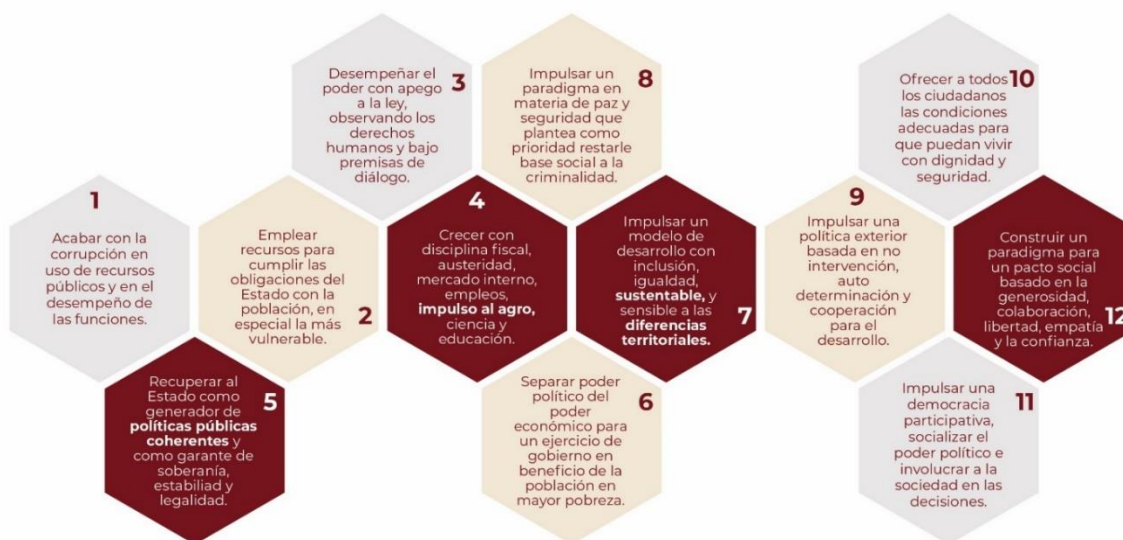 1
Acabar con la
corrupción en
uso de recursos
públicos y en el
desempeño de
las funciones.
Emplear
recursos para
cumplir las
obligaciones del
Estado con la
población, en
especial la más
vulnerable.
2
Desempeñar el
poder con apego
a la ley,
observando los
derechos
humanos y bajo
premisas de
diálogo.
3
4
Crecer con
disciplina fiscal,
austeridad,
mercado interno,
empleos,
impulso al agro,
ciencia y
educación.
Recuperar al
Estado como
generador de
políticas públicas
coherentes y
como garante de
soberanía,
estabiliad y
legalidad.
5
Separar poder
político del
poder
económico para
un ejercicio de
gobierno en
beneficio de la
población en
mayor pobreza.
6
Impulsar un
modelo de
desarrollo con
inclusión,
igualdad,
sustentable, y
sensible a las
diferencias
territoriales.
7
Impulsar un
paradigma en
materia de paz y
seguridad que
plantea como
prioridad restarle
base social a la
criminalidad.
8
9
Impulsar una
política exterior
basada en no
intervención,
auto
determinación y
cooperación para
el desarrollo.
Ofrecer a todos
los ciudadanos
las condiciones
adecuadas para
que puedan vivir
con dignidad y
seguridad.
10
Impulsar una
democracia
participativa,
socializar el
poder político e
involucrar a la
sociedad en las
decisiones.
11
Construir un
paradigma para
un pacto social
basado en la
generosidad,
colaboración,
libertad, empatía
y la confianza.
12